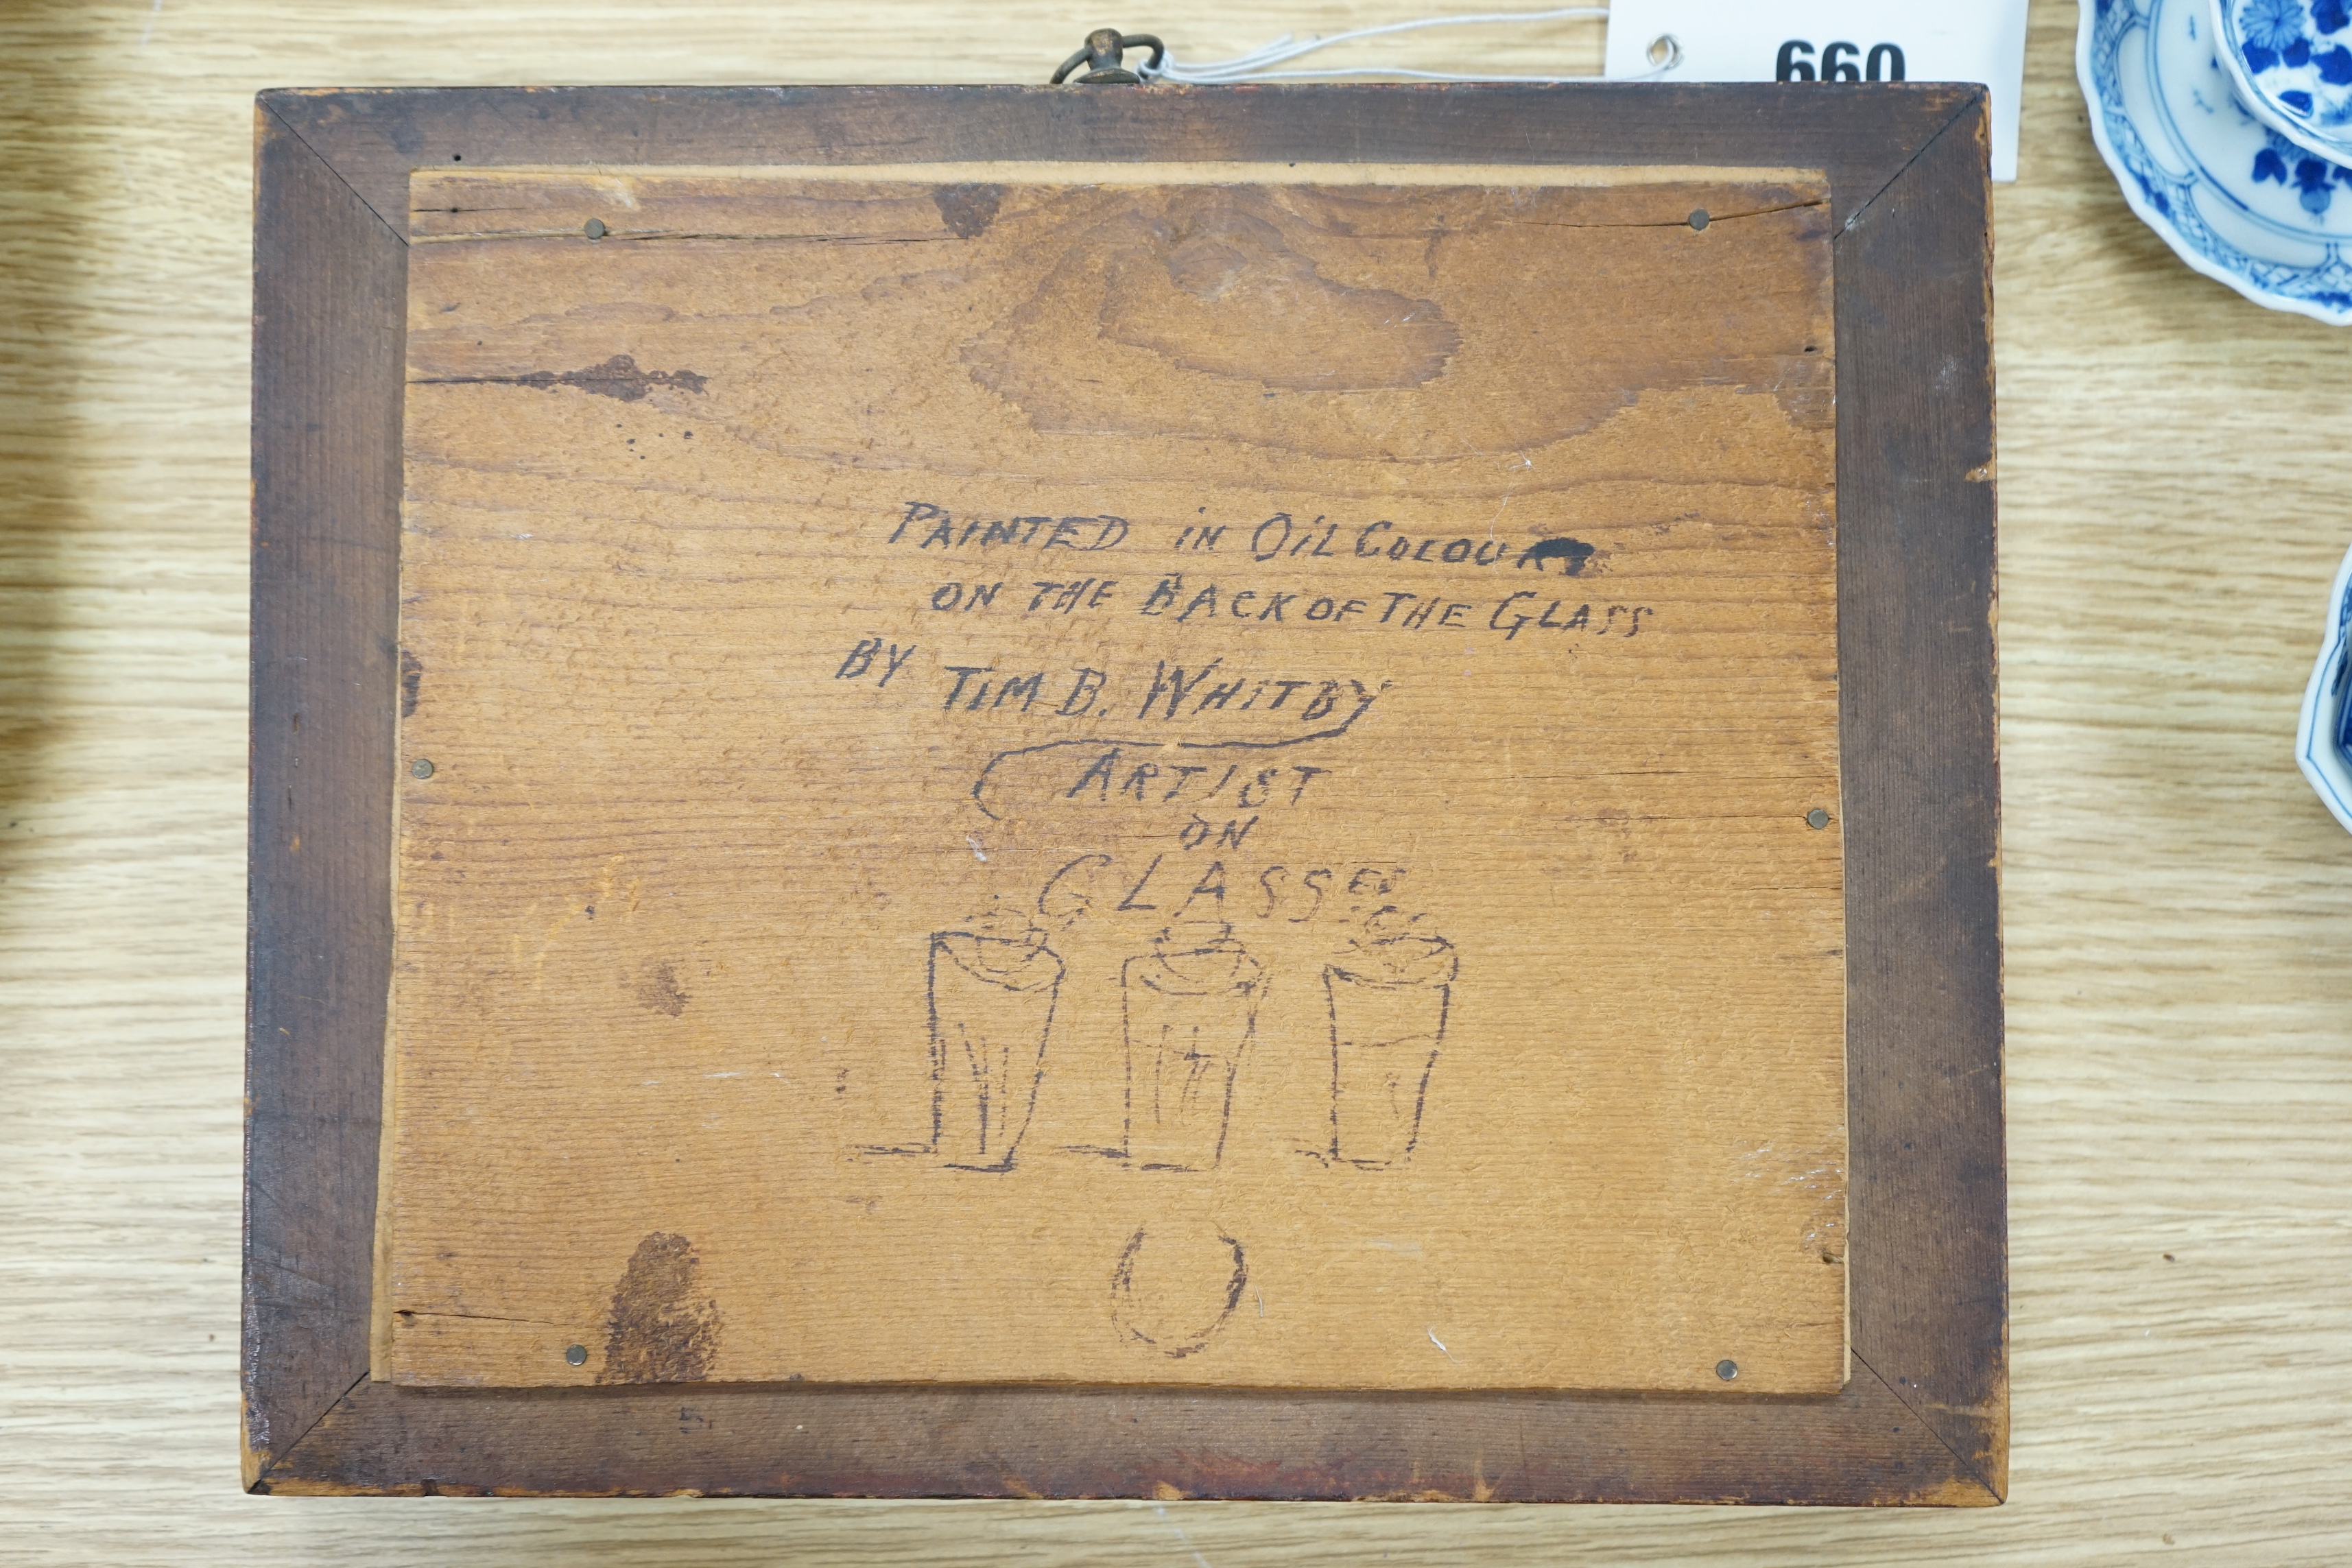 660
PAINTED in OiL COLOURS
ON THE BACK OF THE GLASS
BY TIM B. WHITBY
ARTIST
ON
GLASSES